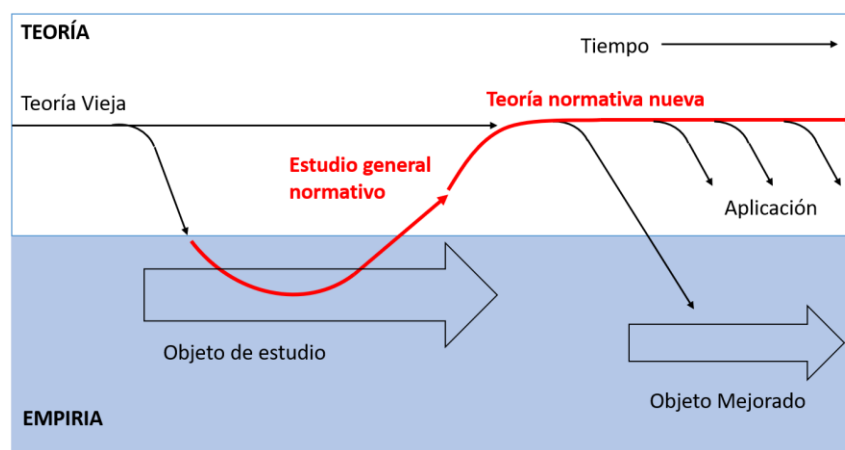 TEORÍA
Tiempo
Teoría Vieja
Teoría normativa nueva
Estudio general
normativo
Aplicación
Objeto de estudio
Objeto Mejorado
EMPIRIA